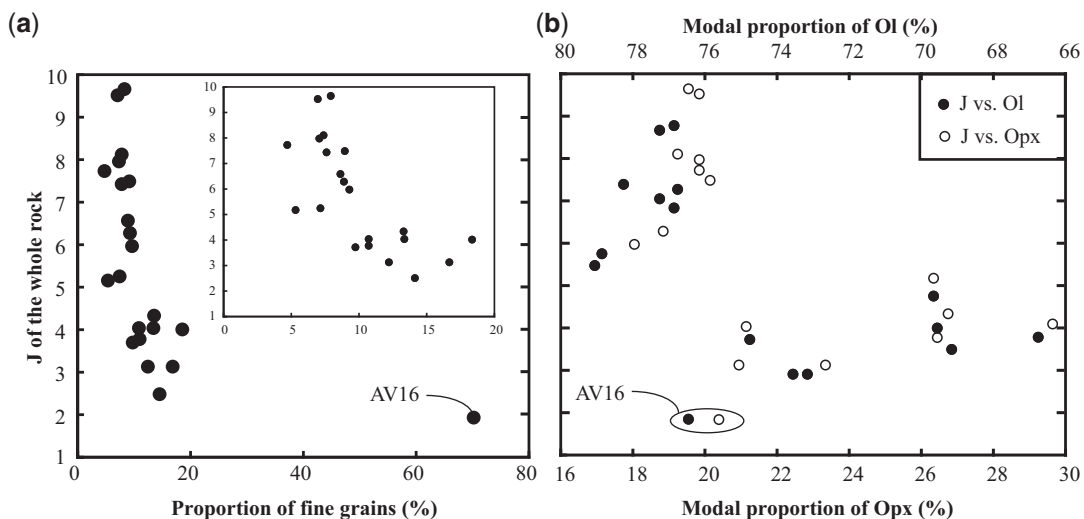 (a)
10
9
8
7
6
5
4
3
2
1
J of the whole rock
0 20 40 60 80
Proportion of fine grains (%)
10
9
8
7
6
5
4
3
2
1
0 5 10 15 20
AV16
(b)
Modal proportion of Ol (%)
80 78 76 74 72 70 68 66
J vs. Ol
J vs. Opx
AV16
16 18 20 22 24 26 28 30
Modal proportion of Opx (%)